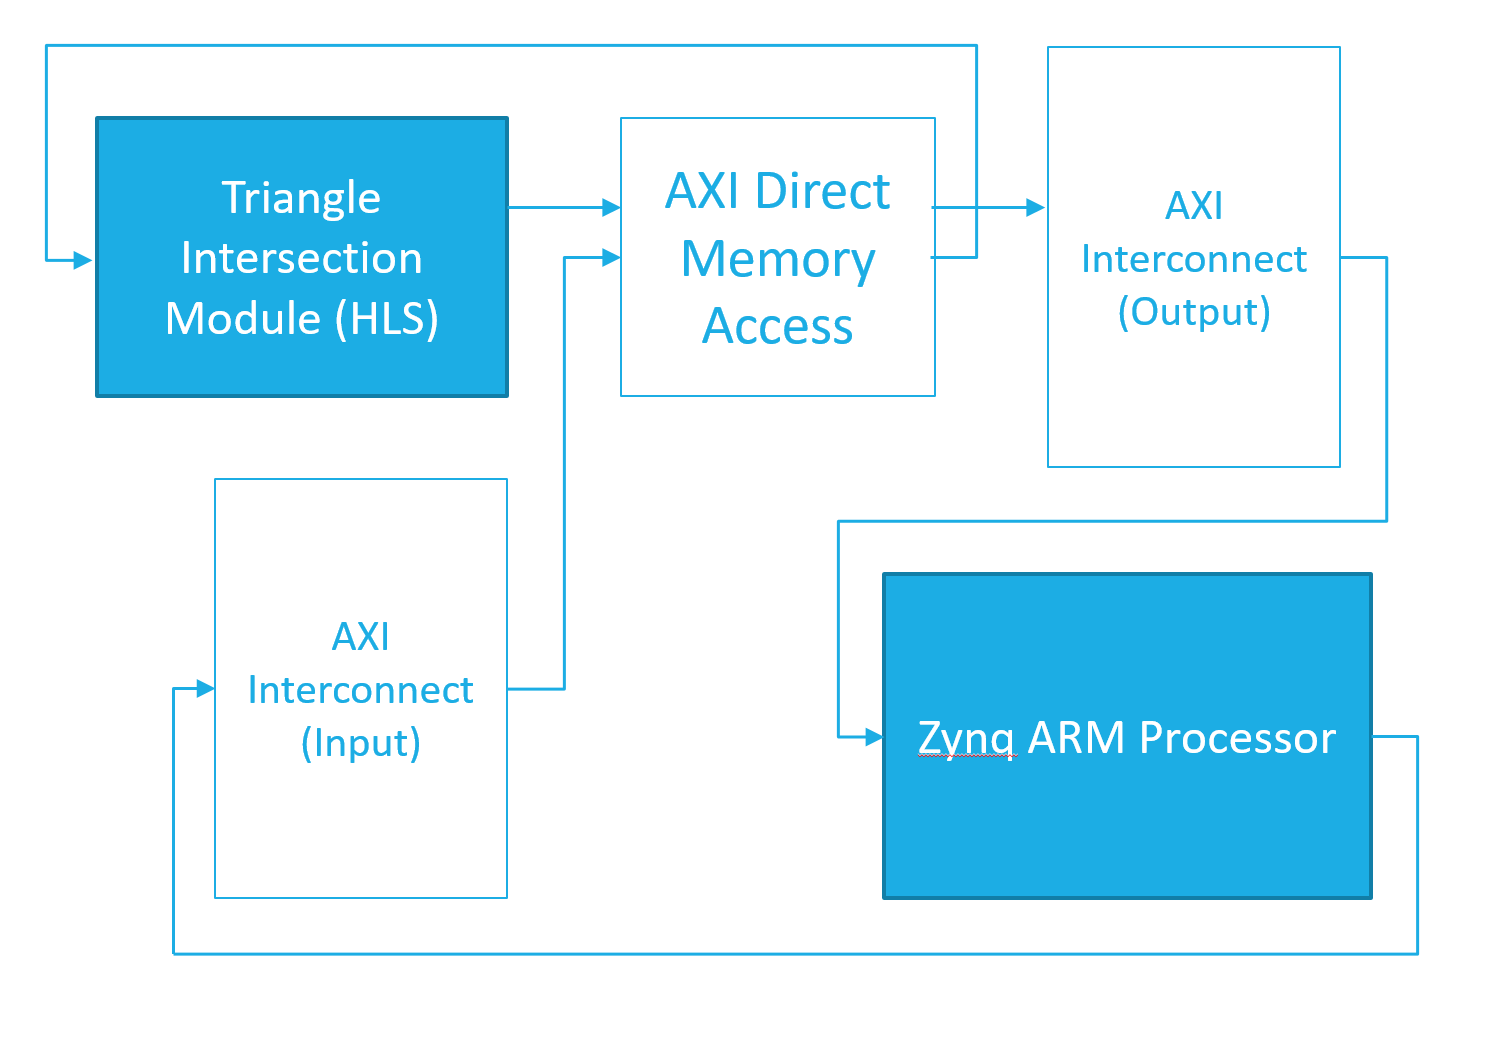 Triangle
Intersection
Module (HLS)
AXI Direct
Memory
Access
AXI
Interconnect
(Output)
AXI
Interconnect
(Input)
Zynq ARM Processor